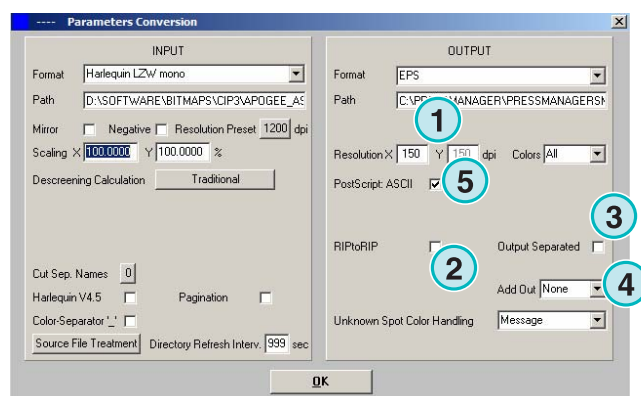 ---- Parameters Conversion
INPUT
Format Harlequin LZW mono
Path D:\SOFTWARE\BITMAPS\CIP3\APOGEE_AS
Mirror Negative Resolution Preset 1200 dpi
Scaling X 100.0000 Y 100.0000 %
Descreening Calculation Traditional
Cut Sep. Names 0
Harlequin V4.5 Pagination
Color-Separator '_'
Source File Treatment Directory Refresh Interv. 999 sec
OUTPUT
Format EPS
Path MANAGER\PRESSMANAGERSN
1
Resolution X 150 Y 150 dpi Colors All
PostScript: ASCII 5
3
RIPtoRIP Output Separated
2
Add Out None 4
Unknown Spot Color Handling Message
OK